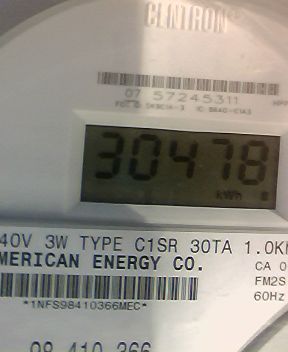 CENTRON®
07 57245311
30478
kWh
40V 3W TYPE C1SR 30TA 1.0K
MERICAN ENERGY CO.
CA 0
FM2S
60Hz
*1NFS98410366MEC*
98 410 366